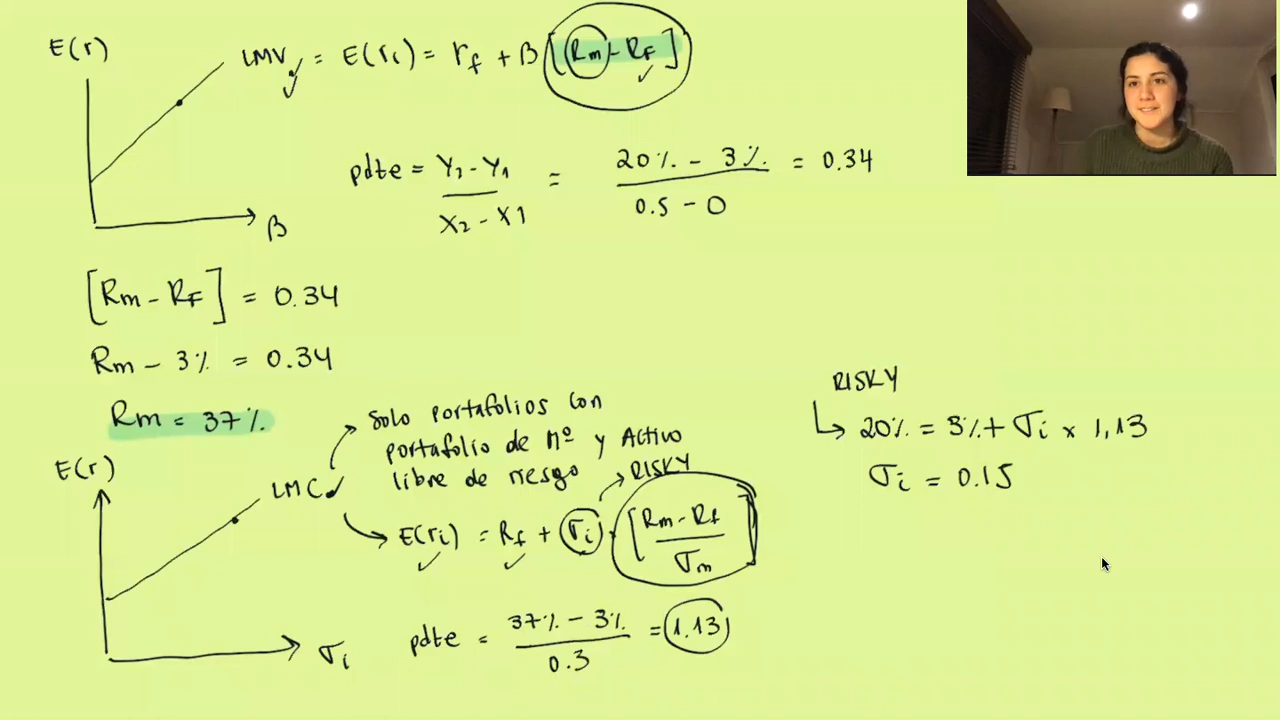 E(r)
LMV = E(ri) = rf + β [Rm - RF]
β
pdte = Y2 - Y1 / X2 - X1 = 20% - 3% / 0.5 - 0 = 0.34
[Rm - RF] = 0.34
Rm - 3% = 0.34
Rm = 37%
E(r)
LMC
σi
Solo portafolios con
portafolio de mº y Activo
libre de riesgo
RISKY
E(ri) = Rf + σi · [Rm - Rf / σm]
pdte = 37% - 3% / 0.3 = 1.13
RISKY
20% = 3% + σi x 1,13
σi = 0.15